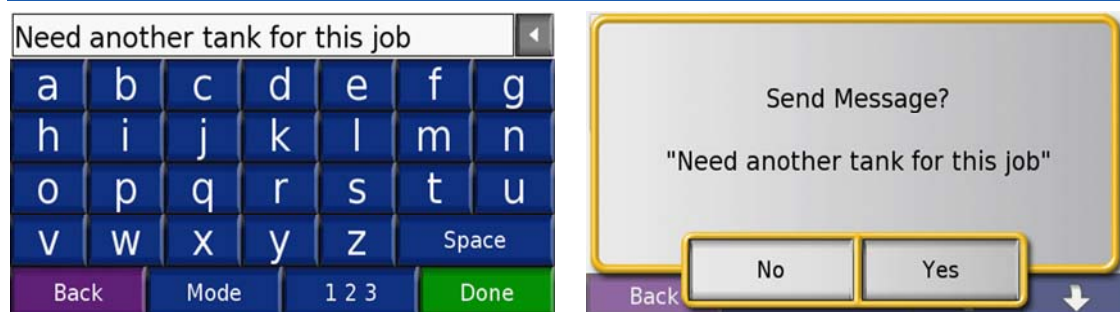 Need another tank for this job
a b c d e f g
h i j k l m n
o p q r s t u
v w x y z Space
Back Mode 1 2 3 Done
Send Message?
"Need another tank for this job"
No Yes
Back